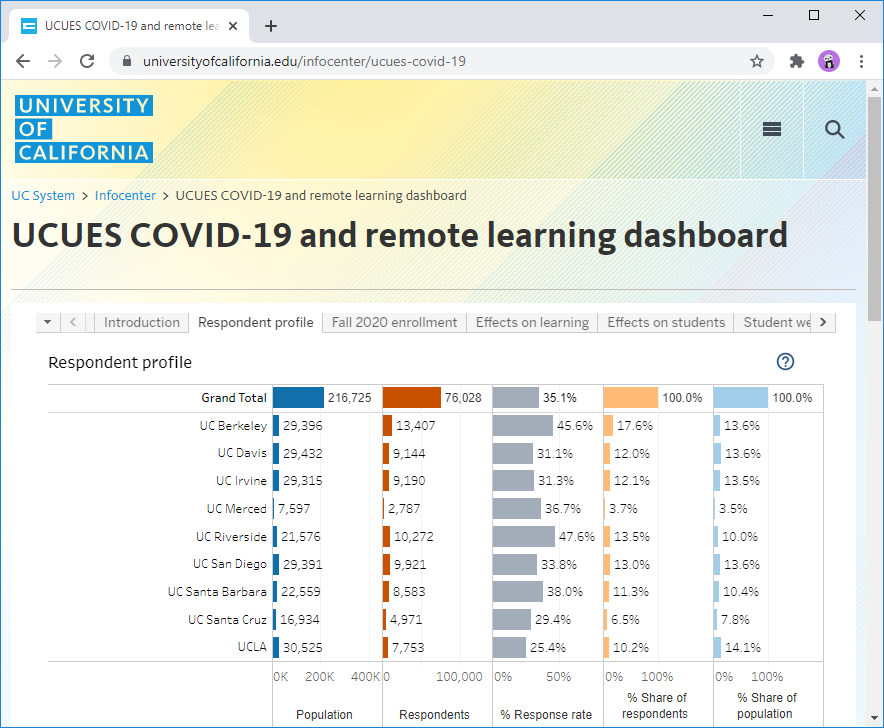 UCUES COVID-19 and remote lea
universityofcalifornia.edu/infocenter/ucues-covid-19
UNIVERSITY
OF
CALIFORNIA
UC System > Infocenter > UCUES COVID-19 and remote learning dashboard
UCUES COVID-19 and remote learning dashboard
Introduction Respondent profile Fall 2020 enrollment Effects on learning Effects on students Student we
Respondent profile ?
Grand Total 216,725 76,028 35.1% 100.0% 100.0%
UC Berkeley 29,396 13,407 45.6% 17.6% 13.6%
UC Davis 29,432 9,144 31.1% 12.0% 13.6%
UC Irvine 29,315 9,190 31.3% 12.1% 13.5%
UC Merced 7,597 2,787 36.7% 3.7% 3.5%
UC Riverside 21,576 10,272 47.6% 13.5% 10.0%
UC San Diego 29,391 9,921 33.8% 13.0% 13.6%
UC Santa Barbara 22,559 8,583 38.0% 11.3% 10.4%
UC Santa Cruz 16,934 4,971 29.4% 6.5% 7.8%
UCLA 30,525 7,753 25.4% 10.2% 14.1%
0K 200K 400K 0 100,000 0% 50% 0% 100% 0% 100%
Population Respondents % Response rate % Share of respondents % Share of population